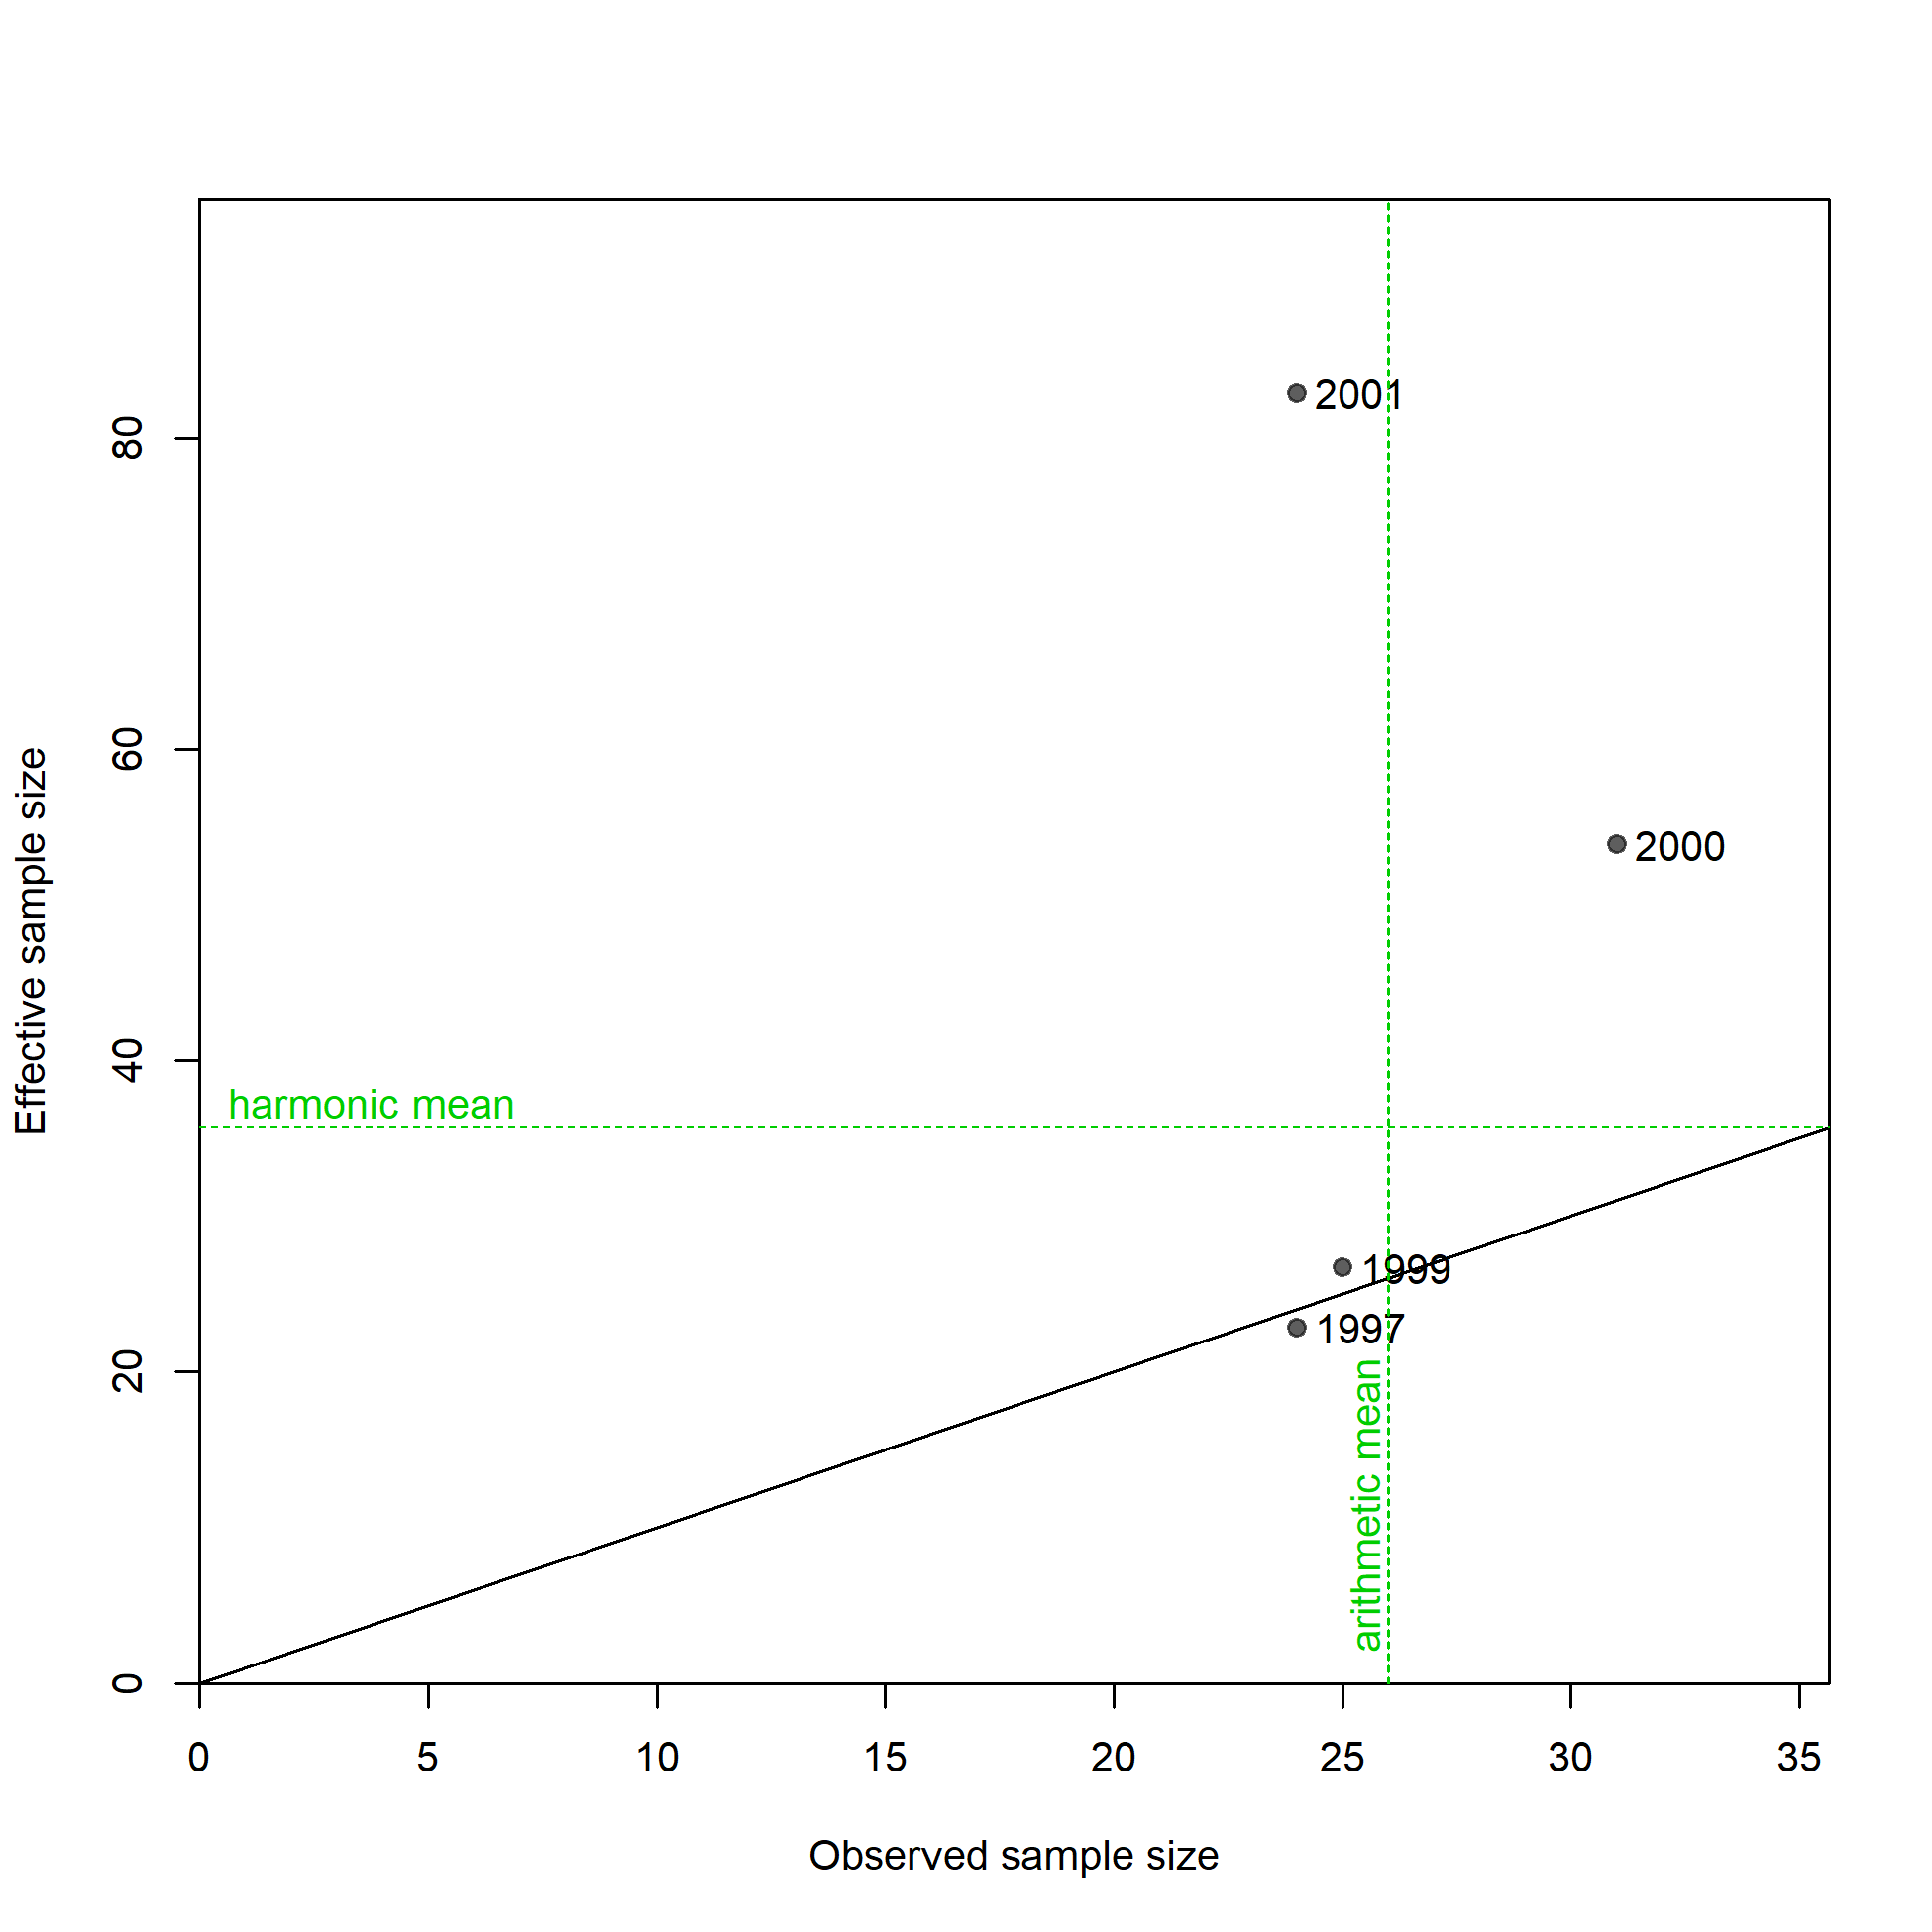 2001
80
60
2000
Effective sample size
40
harmonic mean
1999
1997
20
arithmetic mean
0
0 5 10 15 20 25 30 35
Observed sample size